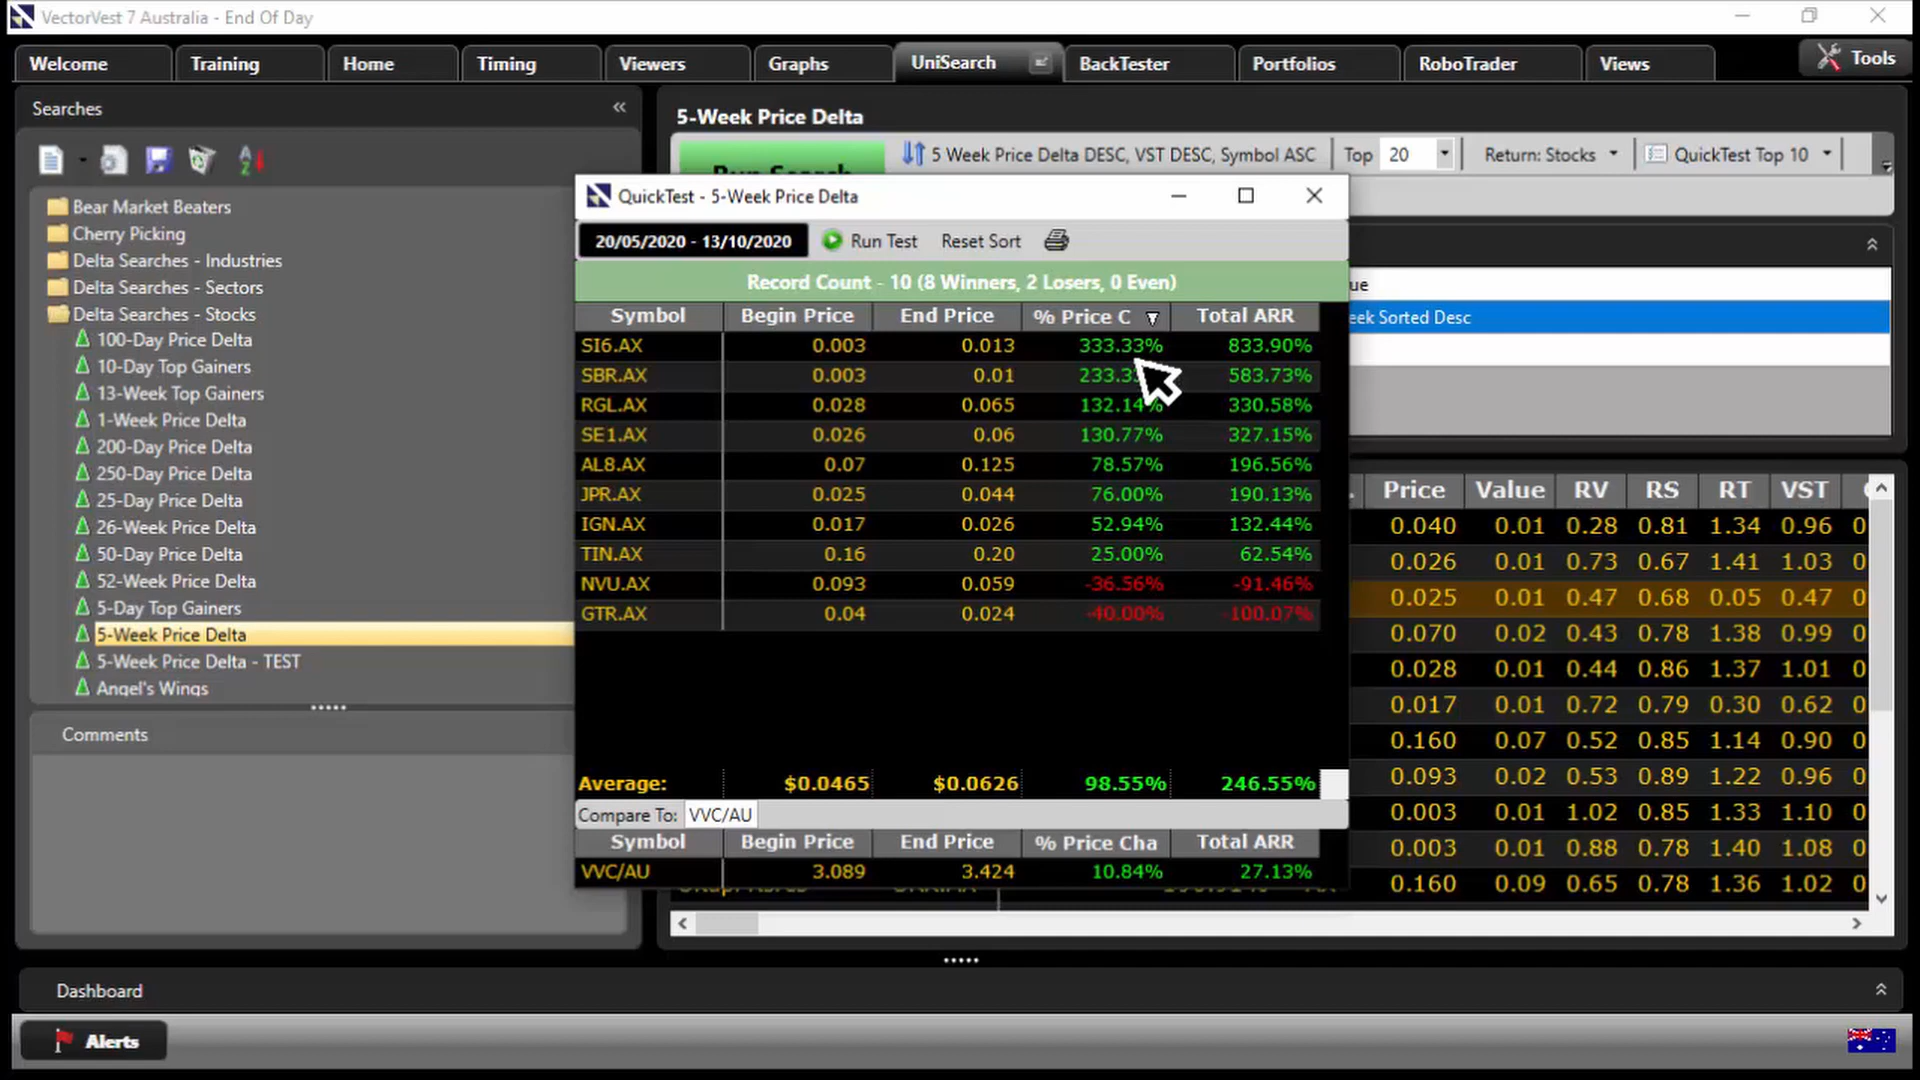 VectorVest 7 Australia - End Of Day
Welcome
Training
Home
Timing
Viewers
Graphs
UniSearch
BackTester
Portfolios
RoboTrader
Views
Tools
Searches
5-Week Price Delta
5 Week Price Delta DESC, VST DESC, Symbol ASC
Top 20
Return: Stocks
QuickTest Top 10
Bear Market Beaters
Cherry Picking
Delta Searches - Industries
Delta Searches - Sectors
Delta Searches - Stocks
100-Day Price Delta
10-Day Top Gainers
13-Week Top Gainers
1-Week Price Delta
200-Day Price Delta
250-Day Price Delta
25-Day Price Delta
26-Week Price Delta
50-Day Price Delta
52-Week Price Delta
5-Day Top Gainers
5-Week Price Delta
5-Week Price Delta - TEST
Angel's Wings
Comments
QuickTest - 5-Week Price Delta
20/05/2020 - 13/10/2020
Run Test
Reset Sort
Record Count - 10 (8 Winners, 2 Losers, 0 Even)
Symbol Begin Price End Price % Price C Total ARR
SI6.AX 0.003 0.013 333.33% 833.90%
SBR.AX 0.003 0.01 233.3 583.73%
RGL.AX 0.028 0.065 132.14% 330.58%
SE1.AX 0.026 0.06 130.77% 327.15%
AL8.AX 0.07 0.125 78.57% 196.56%
JPR.AX 0.025 0.044 76.00% 190.13%
IGN.AX 0.017 0.026 52.94% 132.44%
TIN.AX 0.16 0.20 25.00% 62.54%
NVU.AX 0.093 0.059 -36.56% -91.46%
GTR.AX 0.04 0.024 -40.00% -100.07%
Average: $0.0465 $0.0626 98.55% 246.55%
Compare To: VVC/AU
Symbol Begin Price End Price % Price Cha Total ARR
VVC/AU 3.089 3.424 10.84% 27.13%
ue
eek Sorted Desc
Price Value RV RS RT VST
0.040 0.01 0.28 0.81 1.34 0.96 0
0.026 0.01 0.73 0.67 1.41 1.03 0
0.025 0.01 0.47 0.68 0.05 0.47 0
0.070 0.02 0.43 0.78 1.38 0.99 0
0.028 0.01 0.44 0.86 1.37 1.01 0
0.017 0.01 0.72 0.79 0.30 0.62 0
0.160 0.07 0.52 0.85 1.14 0.90 0
0.093 0.02 0.53 0.89 1.22 0.96 0
0.003 0.01 1.02 0.85 1.33 1.10 0
0.003 0.01 0.88 0.78 1.40 1.08 0
0.160 0.09 0.65 0.78 1.36 1.02 0
Dashboard
Alerts